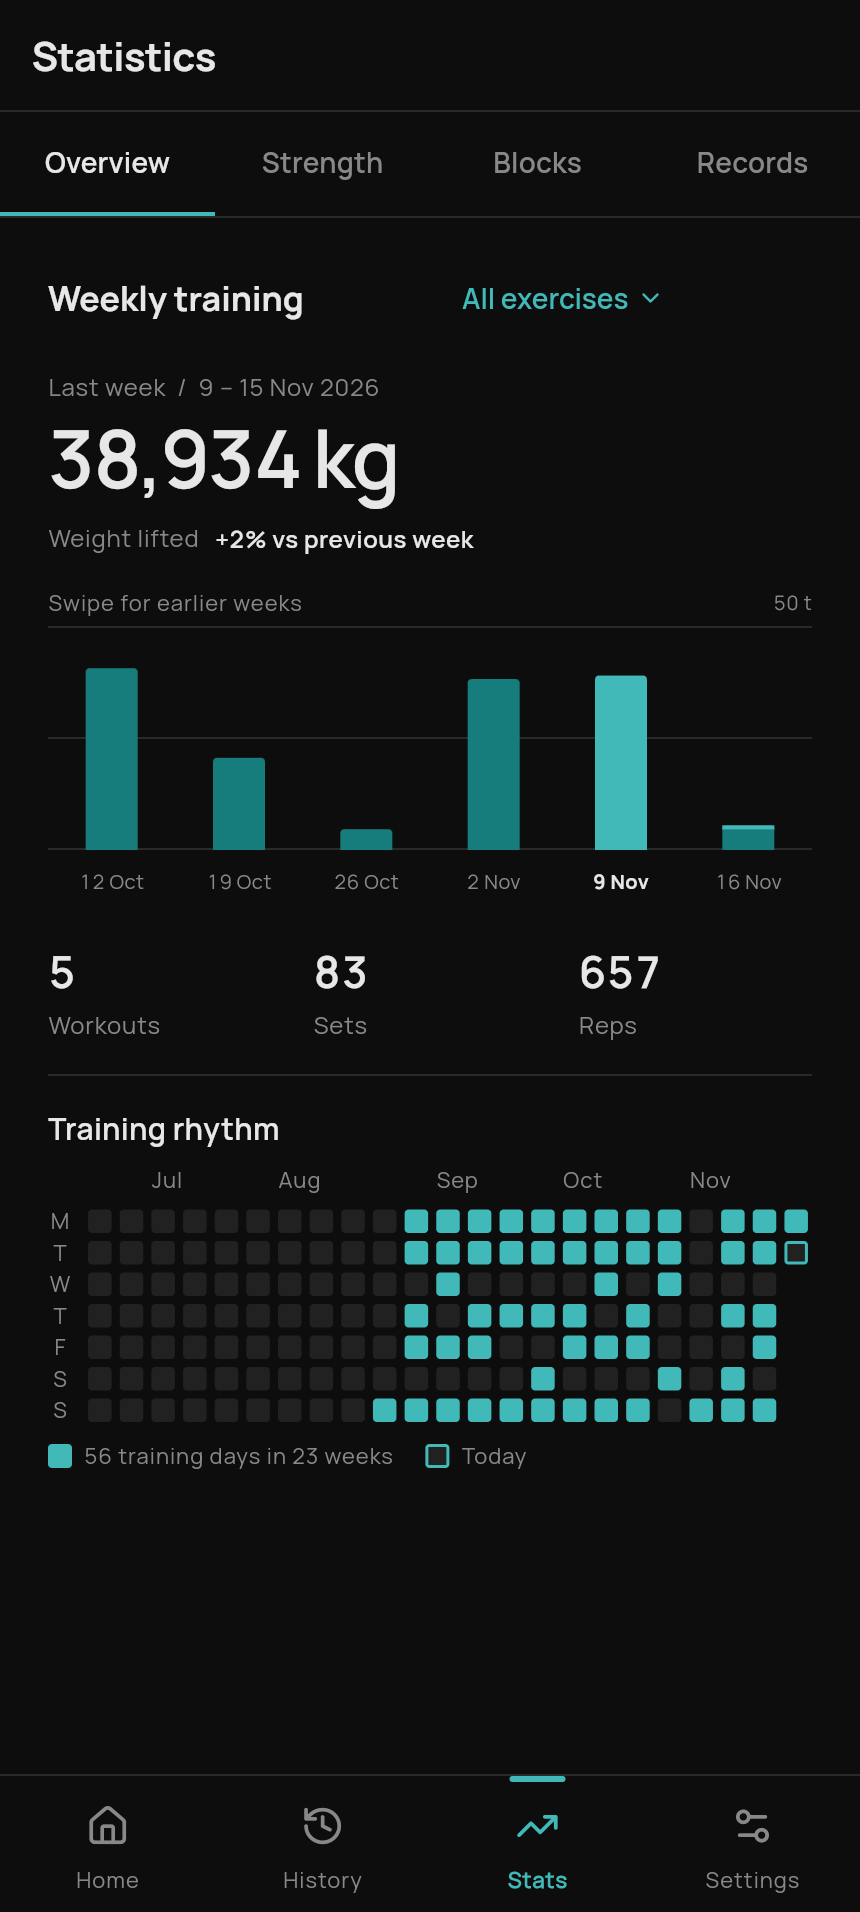 Statistics
Overview Strength Blocks Records
Weekly training All exercises
Last week / 9 – 15 Nov 2026
38,934 kg
Weight lifted +2% vs previous week
Swipe for earlier weeks 50 t
12 Oct 19 Oct 26 Oct 2 Nov 9 Nov 16 Nov
5 83 657
Workouts Sets Reps
Training rhythm
Jul Aug Sep Oct Nov
M
T
W
T
F
S
S
56 training days in 23 weeks Today
Home History Stats Settings